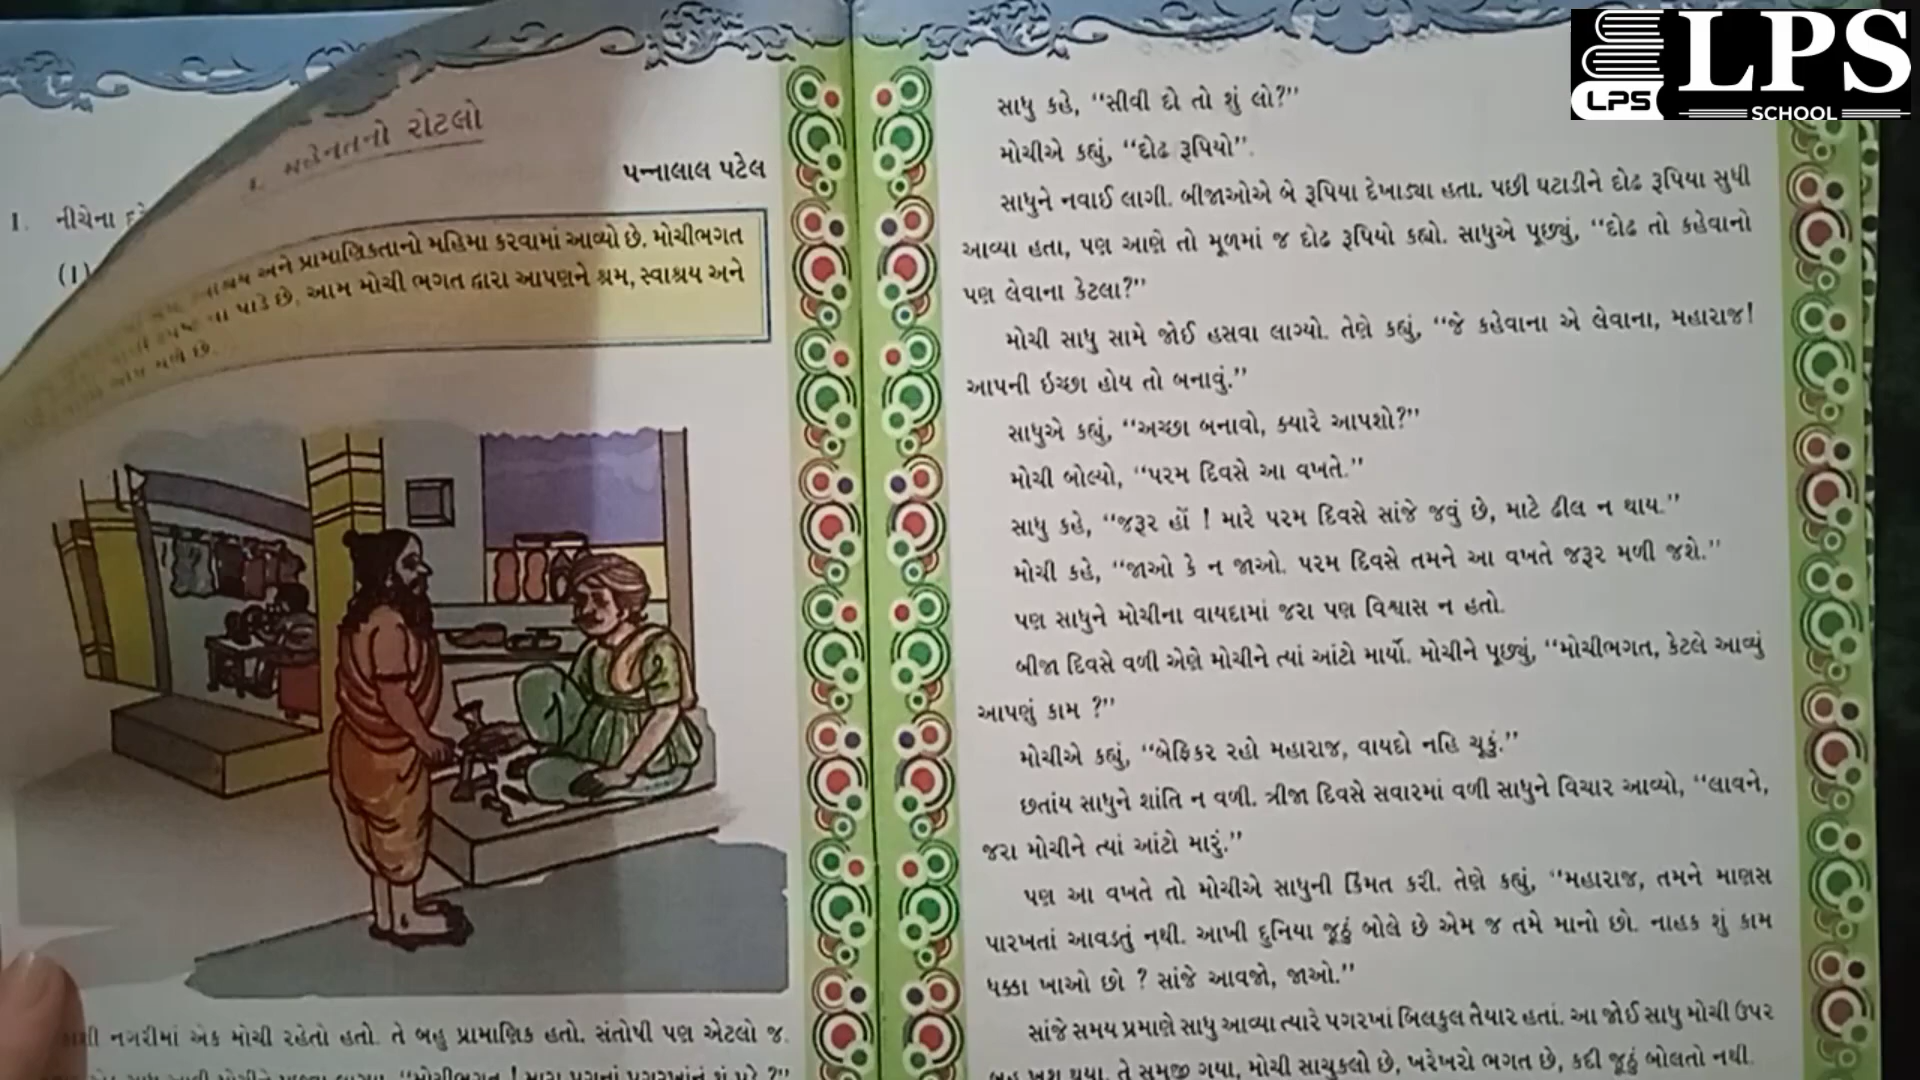 મહેનતનો રોટલો
પન્નાલાલ પટેલ
1. નીચેના
(1)
અને પ્રામાણિકતાનો મહિમા કરવામાં આવ્યો છે. મોચીભગત
પાડે છે. આમ મોચી ભગત દ્વારા આપણને શ્રમ, સ્વાશ્રય અને
મળે છે.
નગરીમાં એક મોચી રહેતો હતો. તે બહુ પ્રામાણિક હતો. સંતોષી પણ એટલો જ.
સાધુ કહે, “સીવી દો તો શું લો?”
મોચીએ કહ્યું, “દોઢ રૂપિયો”.
સાધુને નવાઈ લાગી. બીજાઓએ બે રૂપિયા દેખાડ્યા હતા. પછી ઘટાડીને દોઢ રૂપિયા સુધી
આવ્યા હતા, પણ આણે તો મૂળમાં જ દોઢ રૂપિયો કહ્યો. સાધુએ પૂછ્યું, “દોઢ તો કહેવાનો
પણ લેવાના કેટલા?”
મોચી સાધુ સામે જોઈ હસવા લાગ્યો. તેણે કહ્યું, “જે કહેવાના એ લેવાના, મહારાજ!
આપની ઇચ્છા હોય તો બનાવું.”
સાધુએ કહ્યું, “અચ્છા બનાવો, ક્યારે આપશો?”
મોચી બોલ્યો, “પરમ દિવસે આ વખતે.”
સાધુ કહે, “જરૂર હોં ! મારે પરમ દિવસે સાંજે જવું છે, માટે ઢીલ ન થાય.”
મોચી કહે, “જાઓ કે ન જાઓ. પરમ દિવસે તમને આ વખતે જરૂર મળી જશે.”
પણ સાધુને મોચીના વાયદામાં જરા પણ વિશ્વાસ ન હતો.
બીજા દિવસે વળી એણે મોચીને ત્યાં આંટો માર્યો. મોચીને પૂછ્યું, “મોચીભગત, કેટલે આવ્યું
આપણું કામ ?”
મોચીએ કહ્યું, “બેફિકર રહો મહારાજ, વાયદો નહિ ચૂકું.”
છતાંય સાધુને શાંતિ ન વળી. ત્રીજા દિવસે સવારમાં વળી સાધુને વિચાર આવ્યો, “લાવને,
જરા મોચીને ત્યાં આંટો મારું.”
પણ આ વખતે તો મોચીએ સાધુની કિંમત કરી. તેણે કહ્યું, “મહારાજ, તમને માણસ
પારખતાં આવડતું નથી. આખી દુનિયા જૂઠું બોલે છે એમ જ તમે માનો છો. નાહક શું કામ
ધક્કા ખાઓ છો ? સાંજે આવજો, જાઓ.”
સાંજે સમય પ્રમાણે સાધુ આવ્યા ત્યારે પગરખાં બિલકુલ તૈયાર હતાં. આ જોઈ સાધુ મોચી ઉપર
બહુ ખુશ થયા. તે સમજી ગયા, મોચી સાચુકલો છે, ખરેખરો ભગત છે, કદી જૂઠું બોલતો નથી.
LPS
LPS
SCHOOL